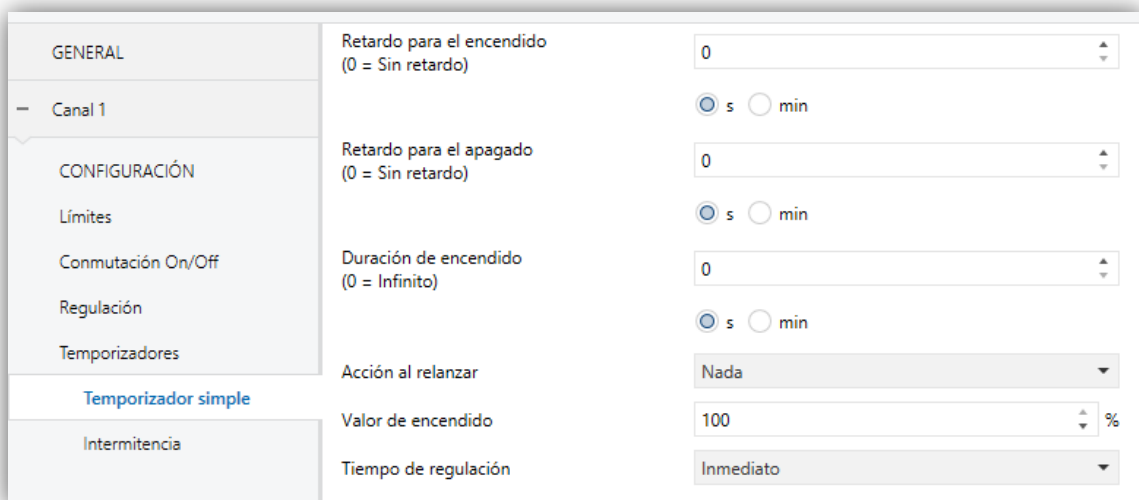 GENERAL
− Canal 1
CONFIGURACIÓN
Límites
Conmutación On/Off
Regulación
Temporizadores
Temporizador simple
Intermitencia
Retardo para el encendido
(0 = Sin retardo)
0
s min
Retardo para el apagado
(0 = Sin retardo)
0
s min
Duración de encendido
(0 = Infinito)
0
s min
Acción al relanzar
Nada
Valor de encendido
100 %
Tiempo de regulación
Inmediato